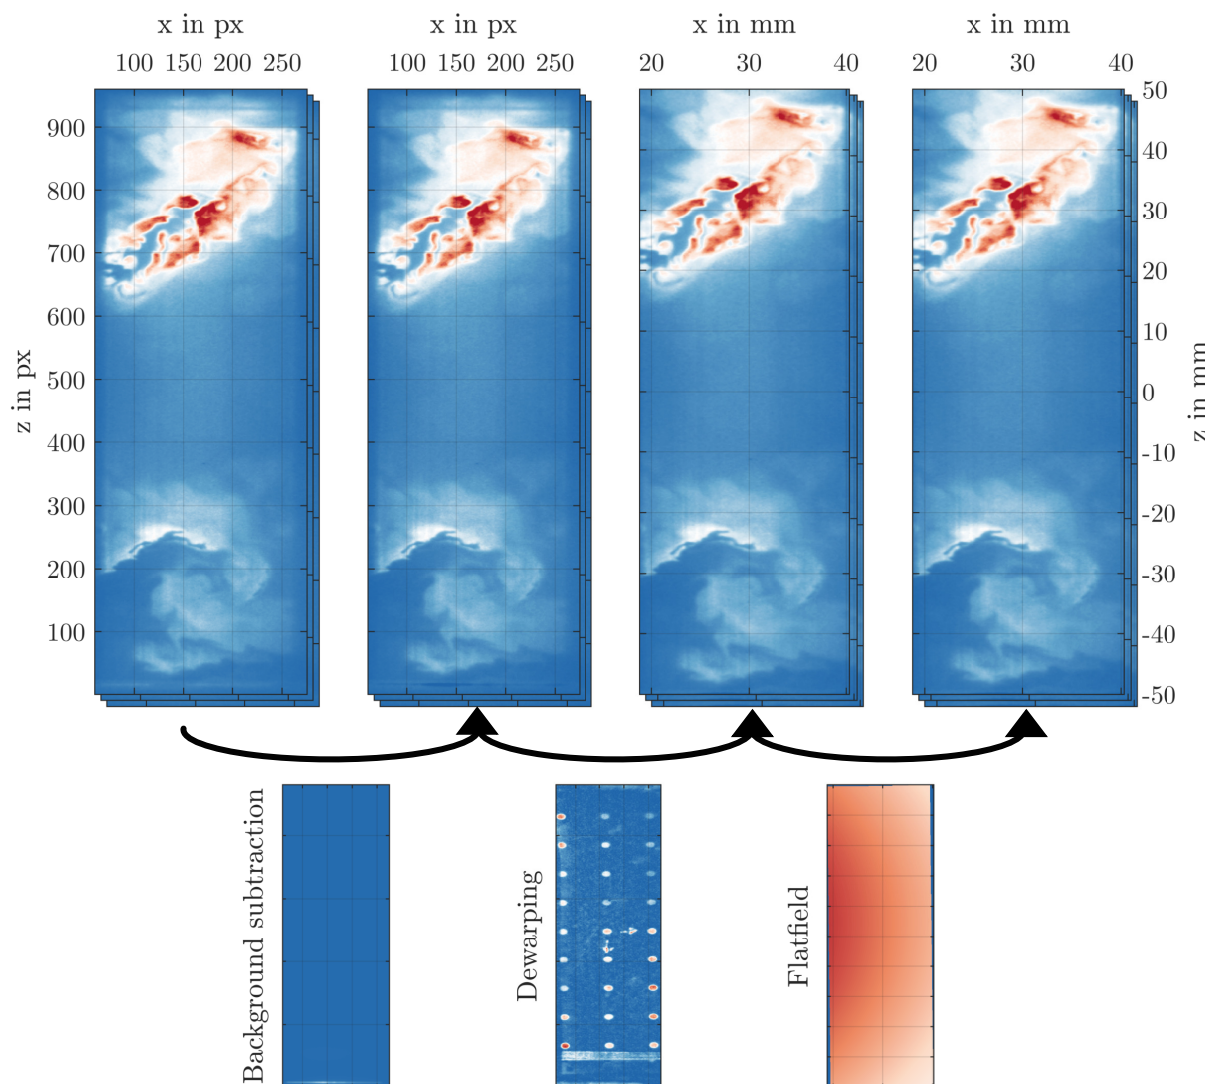 x in px
x in px
x in mm
x in mm
100 150 200 250
100 150 200 250
20 30 40
20 30 40
z in px
900
800
700
600
500
400
300
200
100
50
40
30
20
10
0
-10
-20
-30
-40
-50
z in mm
Background subtraction
Dewarping
Flatfield